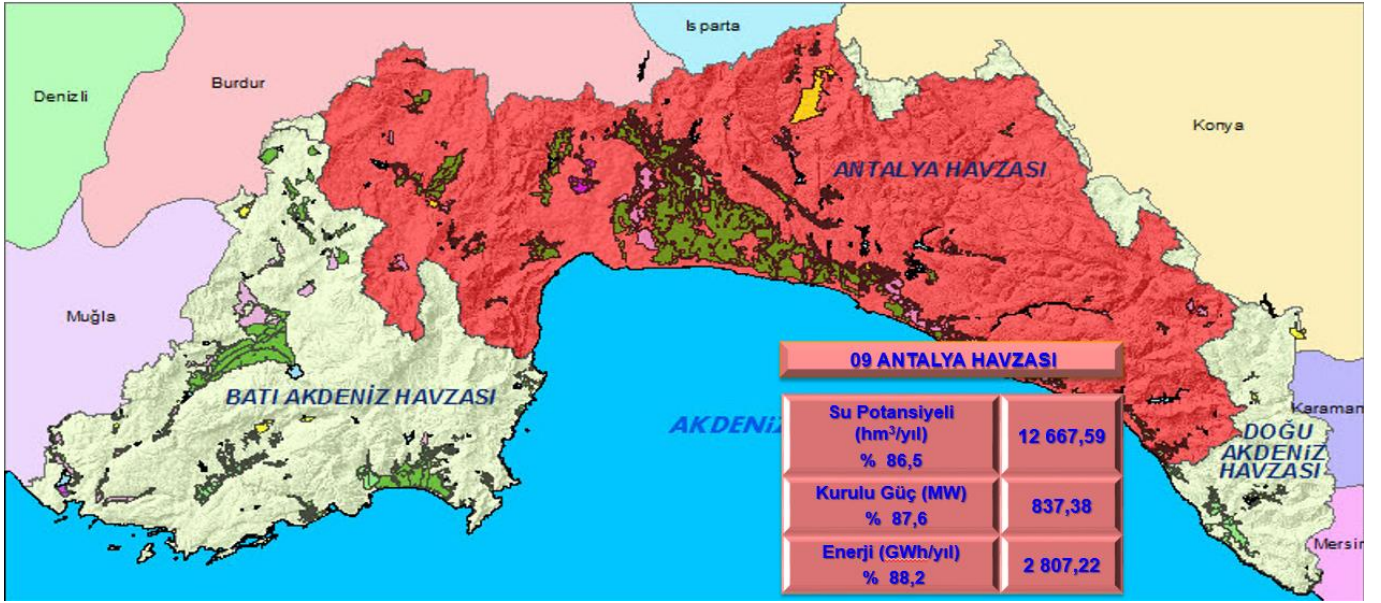 Isparta
Burdur
Denizli
Konya
ANTALYA HAVZASI
Muğla
09 ANTALYA HAVZASI
BATI AKDENİZ HAVZASI
Karaman
AKDENİZ
Su Potansiyeli
(hm³/yıl)
% 86,5
12 667,59
DOĞU
AKDENİZ
HAVZASI
Kurulu Güç (MW)
% 87,6
837,38
Mersin
Enerji (GWh/yıl)
% 88,2
2 807,22